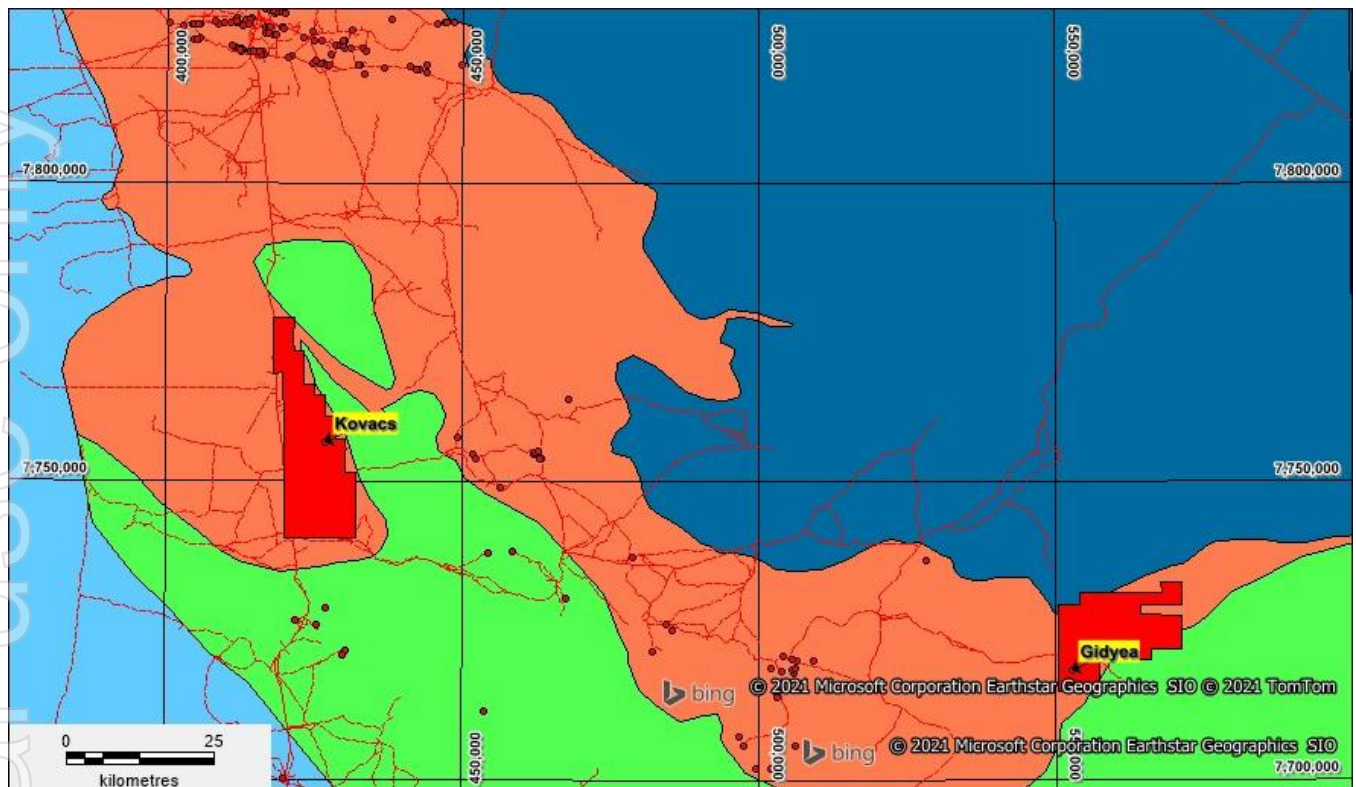 400,000
450,000
500,000
550,000
7,800,000
7,800,000
Kovacs
7,750,000
7,750,000
Gidyea
bing © 2021 Microsoft Corporation Earthstar Geographics SIO © 2021 TomTom
bing © 2021 Microsoft Corporation Earthstar Geographics SIO
0 25
kilometres
450,000
500,000
550,000
7,700,000